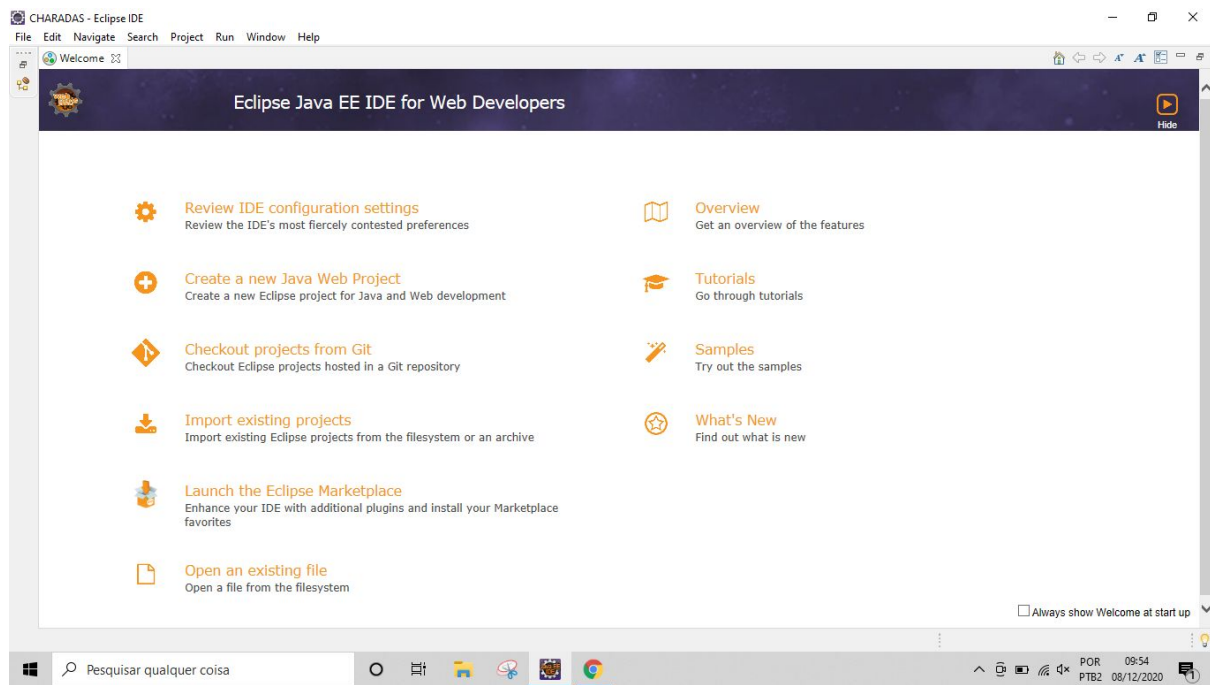 CHARADAS - Eclipse IDE
File Edit Navigate Search Project Run Window Help
Welcome
Eclipse Java EE IDE for Web Developers
Hide
Review IDE configuration settings
Review the IDE's most fiercely contested preferences
Overview
Get an overview of the features
Create a new Java Web Project
Create a new Eclipse project for Java and Web development
Tutorials
Go through tutorials
Checkout projects from Git
Checkout Eclipse projects hosted in a Git repository
Samples
Try out the samples
Import existing projects
Import existing Eclipse projects from the filesystem or an archive
What's New
Find out what is new
Launch the Eclipse Marketplace
Enhance your IDE with additional plugins and install your Marketplace
favorites
Open an existing file
Open a file from the filesystem
Always show Welcome at start up
Pesquisar qualquer coisa
POR 09:54
PTB2 08/12/2020